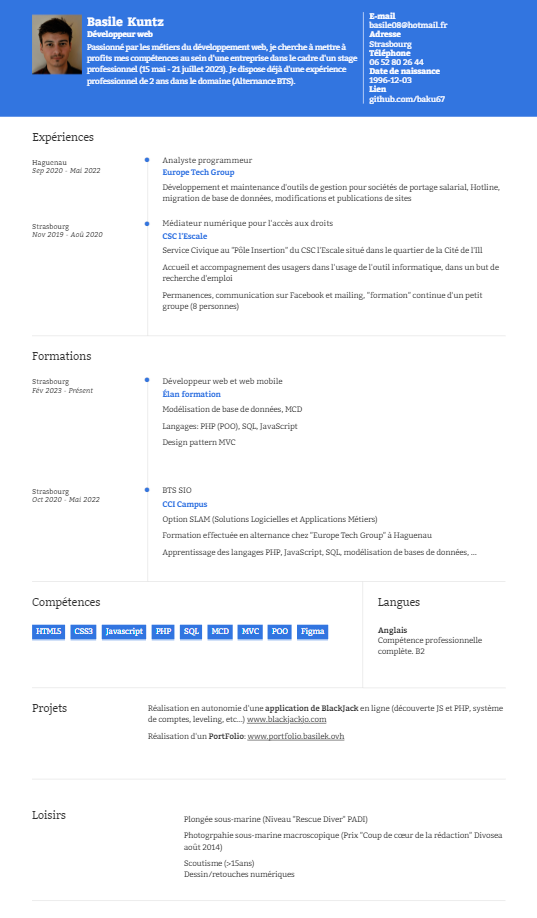 Basile Kuntz
Développeur web
Passionné par les métiers du développement web, je cherche à mettre à
profits mes compétences au sein d'une entreprise dans le cadre d'un stage
professionnel (15 mai - 21 juillet 2023). Je dispose déjà d'une expérience
professionnel de 2 ans dans le domaine (Alternance BTS).
E-mail
basile08@hotmail.fr
Adresse
Strasbourg
Téléphone
06 52 80 26 44
Date de naissance
1996-12-03
Lien
github.com/baku67
Expériences
Haguenau
Sep 2020 - Mai 2022
Analyste programmeur
Europe Tech Group
Développement et maintenance d'outils de gestion pour sociétés de portage salarial, Hotline,
migration de base de données, modifications et publications de sites
Strasbourg
Nov 2019 - Aoû 2020
Médiateur numérique pour l'accès aux droits
CSC l'Escale
Service Civique au "Pôle Insertion" du CSC l'Escale situé dans le quartier de la Cité de l'Ill
Accueil et accompagnement des usagers dans l'usage de l'outil informatique, dans un but de
recherche d'emploi
Permanences, communication sur Facebook et mailing, "formation" continue d'un petit
groupe (8 personnes)
Formations
Strasbourg
Fév 2023 - Présent
Développeur web et web mobile
Élan formation
Modélisation de base de données, MCD
Langages: PHP (POO), SQL, JavaScript
Design pattern MVC
Strasbourg
Oct 2020 - Mai 2022
BTS SIO
CCI Campus
Option SLAM (Solutions Logicielles et Applications Métiers)
Formation effectuée en alternance chez "Europe Tech Group" à Haguenau
Apprentissage des langages PHP, JavaScript, SQL, modélisation de bases de données, ...
Compétences
HTML5 CSS3 Javascript PHP SQL MCD MVC POO Figma
Langues
Anglais
Compétence professionnelle
complète. B2
Projets
Réalisation en autonomie d'une application de BlackJack en ligne (découverte JS et PHP, système
de comptes, leveling, etc...) www.blackjackjo.com
Réalisation d'un PortFolio: www.portfolio.basilek.ovh
Loisirs
Plongée sous-marine (Niveau "Rescue Diver" PADI)
Photogrpahie sous-marine macroscopique (Prix "Coup de cœur de la rédaction" Divosea
août 2014)
Scoutisme (>15ans)
Dessin/retouches numériques